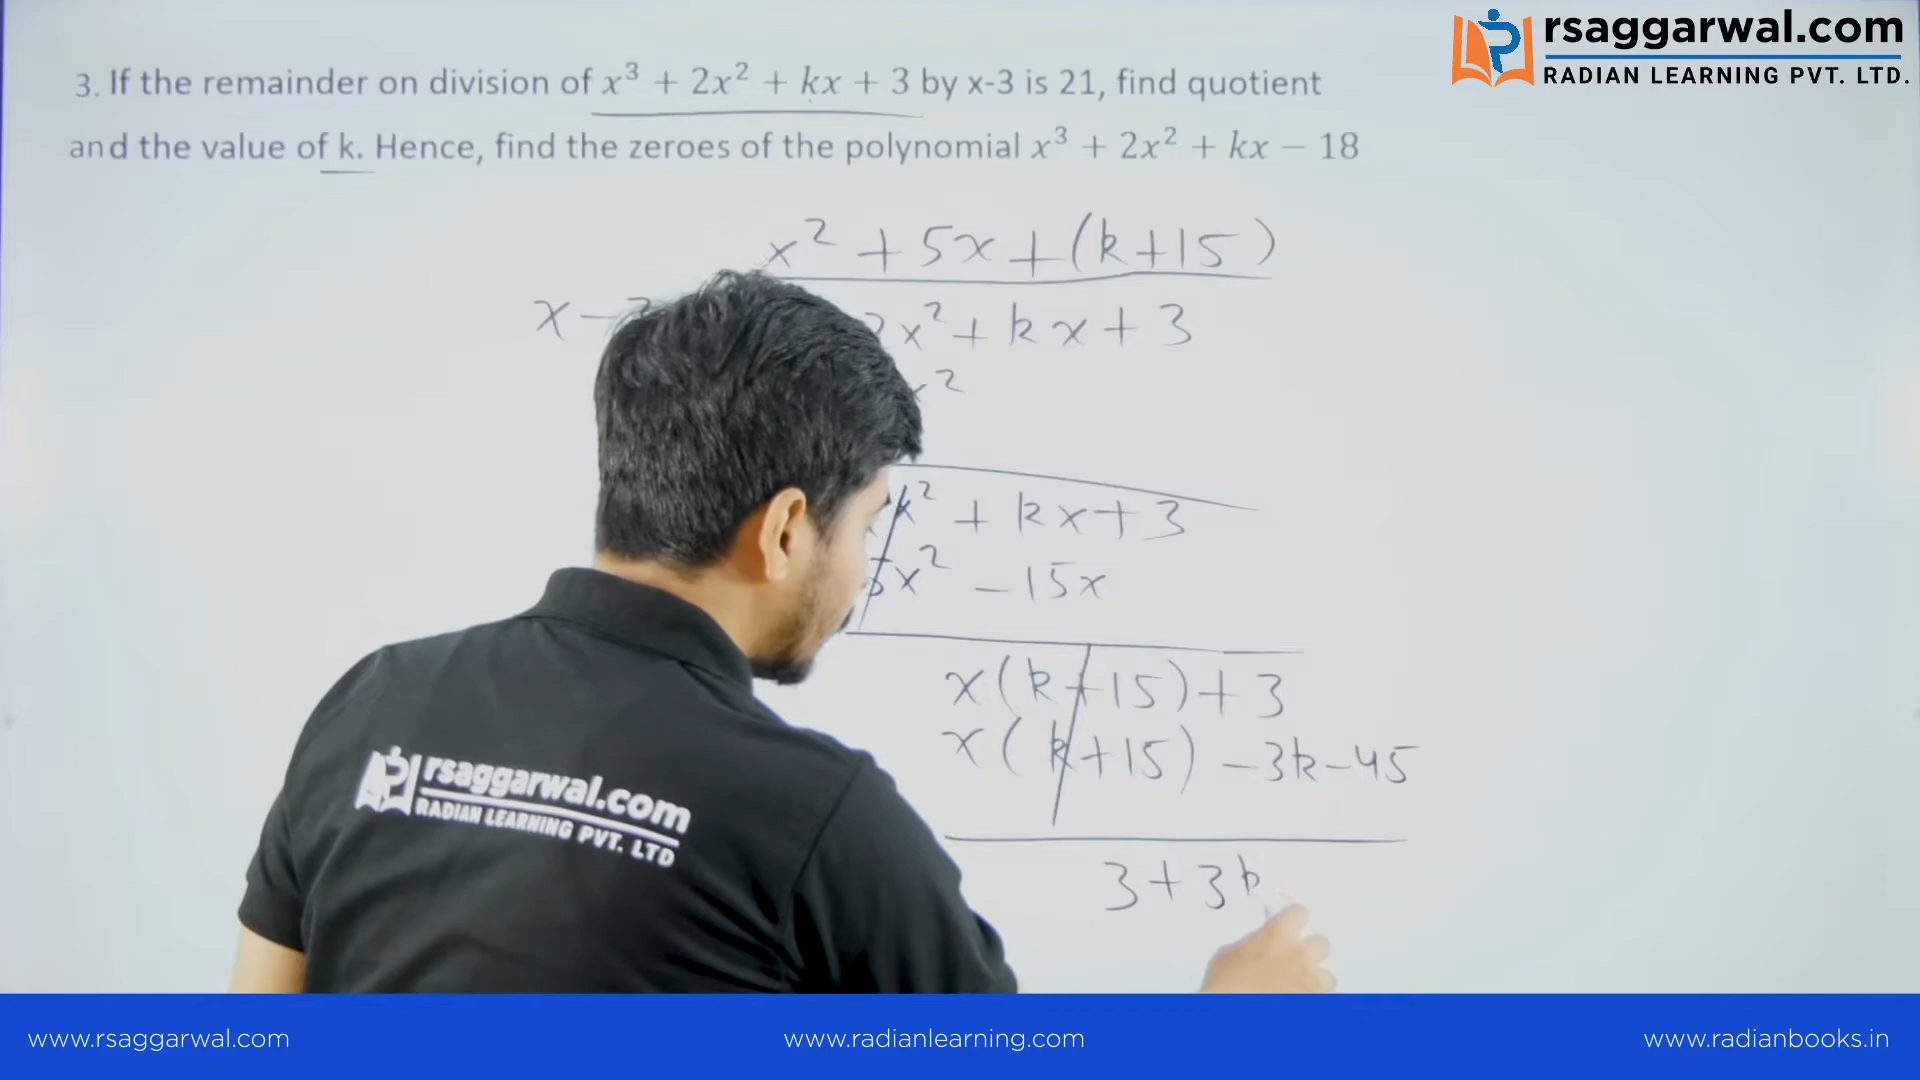 rsaggarwal.com
RADIAN LEARNING PVT. LTD.
3. If the remainder on division of x³ + 2x² + kx + 3 by x-3 is 21, find quotient
and the value of k. Hence, find the zeroes of the polynomial x³ + 2x² + kx − 18
x² + 5x + (k+15)
x −
2x² + kx + 3
x²
x² + kx + 3
5x² − 15x
x(k+15) + 3
x(k+15) − 3k − 45
3 + 3k
rsaggarwal.com
RADIAN LEARNING PVT. LTD
www.rsaggarwal.com
www.radianlearning.com
www.radianbooks.in